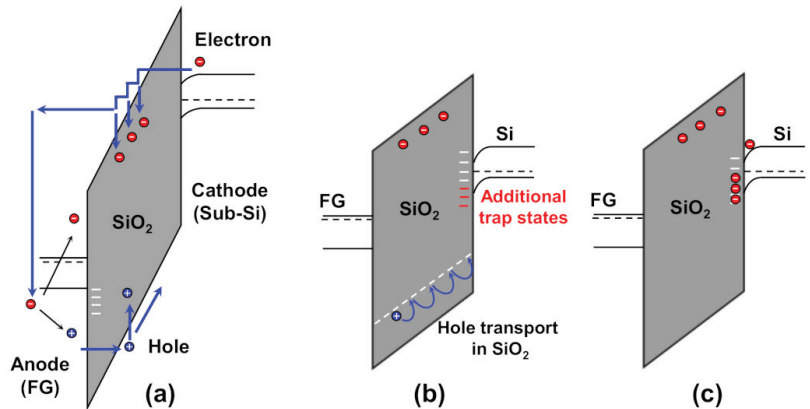 Electron
Cathode
(Sub-Si)
SiO2
Anode
(FG)
Hole
(a)
Si
FG
SiO2
Additional
trap states
Hole transport
in SiO2
(b)
Si
FG
SiO2
(c)